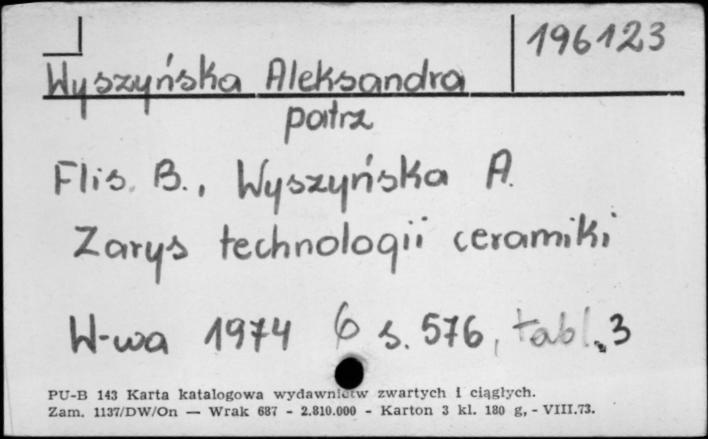 196123
Wyszyńska Aleksandra
patrz
Flis. B., Wyszyńska A.
Zarys technologii ceramiki
W-wa 1974 6 s. 576, tabl. 3
PU-B 143 Karta katalogowa wydawnictw zwartych i ciągłych.
Zam. 1137/DW/On — Wrak 687 - 2.810.000 - Karton 3 kl. 180 g, - VIII.73.